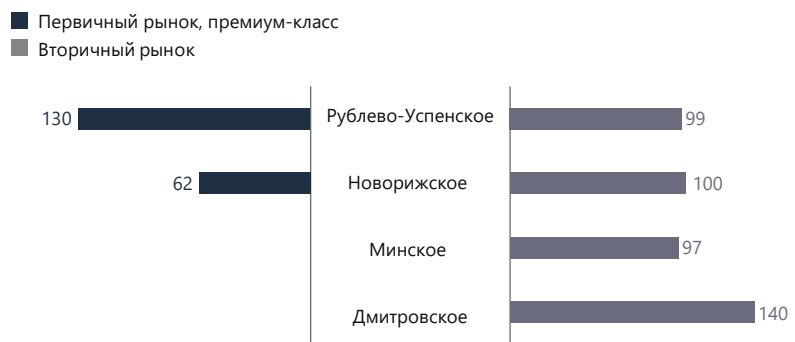 Первичный рынок, премиум-класс
Вторичный рынок
130 Рублево-Успенское 99
62 Новорижское 100
Минское 97
Дмитровское 140